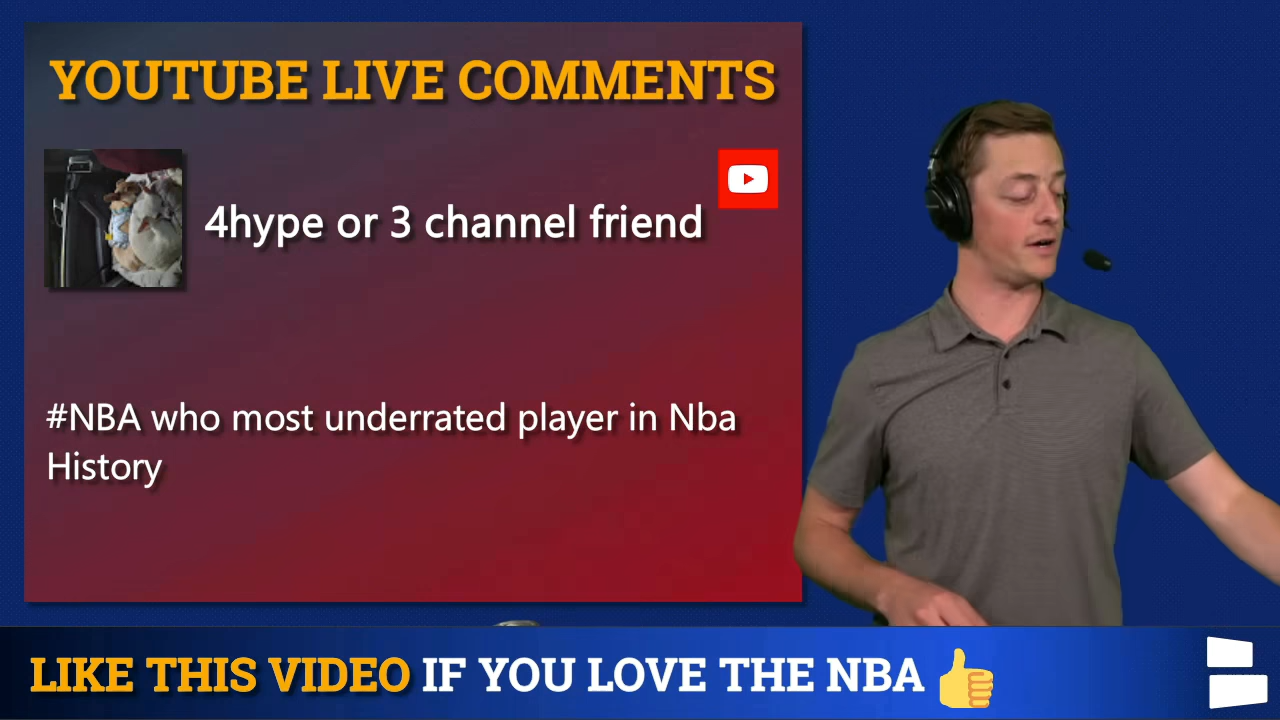 YOUTUBE LIVE COMMENTS
4hype or 3 channel friend
#NBA who most underrated player in Nba
History
LIKE THIS VIDEO IF YOU LOVE THE NBA